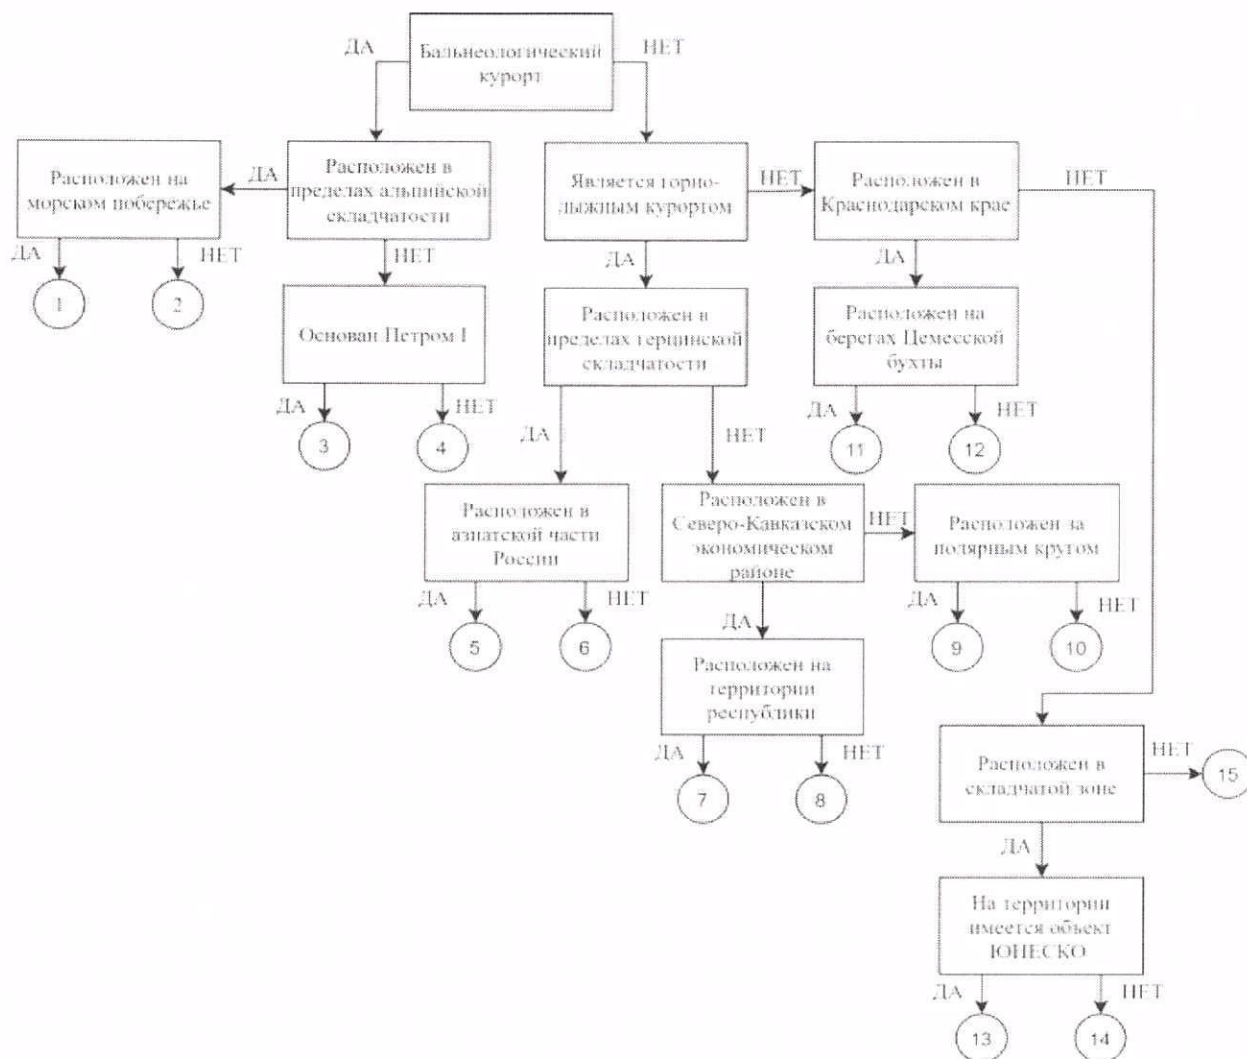 ДА
Бальнеологический
курорт
НЕТ
Расположен на
морском побережье
ДА
Расположен в
пределах альпийской
складчатости
Является горно-
лыжным курортом
НЕТ
Расположен в
Краснодарском крае
НЕТ
ДА
НЕТ
НЕТ
ДА
ДА
1
2
Основан Петром I
Расположен в
пределах герцинской
складчатости
Расположен на
берегах Цемесской
бухты
ДА
НЕТ
ДА
НЕТ
ДА
НЕТ
3
4
11
12
Расположен в
азиатской части
России
Расположен в
Северо-Кавказском
экономическом
районе
НЕТ
Расположен за
полярным кругом
ДА
НЕТ
ДА
ДА
НЕТ
5
6
9
10
Расположен на
территории
республики
ДА
НЕТ
Расположен в
складчатой зоне
НЕТ
15
7
8
ДА
На территории
имеется объект
ЮНЕСКО
ДА
НЕТ
13
14